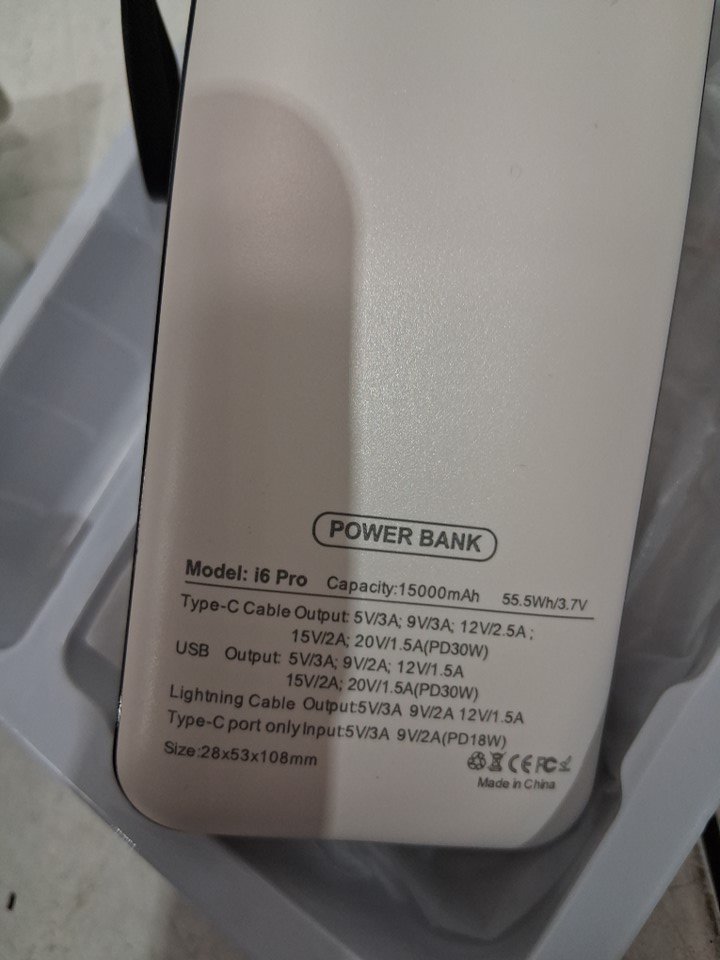 POWER BANK
Model: i6 Pro Capacity:15000mAh 55.5Wh/3.7V
Type-C Cable Output: 5V/3A; 9V/3A; 12V/2.5A;
15V/2A; 20V/1.5A(PD30W)
USB Output: 5V/3A; 9V/2A; 12V/1.5A
15V/2A; 20V/1.5A(PD30W)
Lightning Cable Output:5V/3A 9V/2A 12V/1.5A
Type-C port only Input:5V/3A 9V/2A(PD18W)
Size:28x53x108mm
CE FC
Made in China